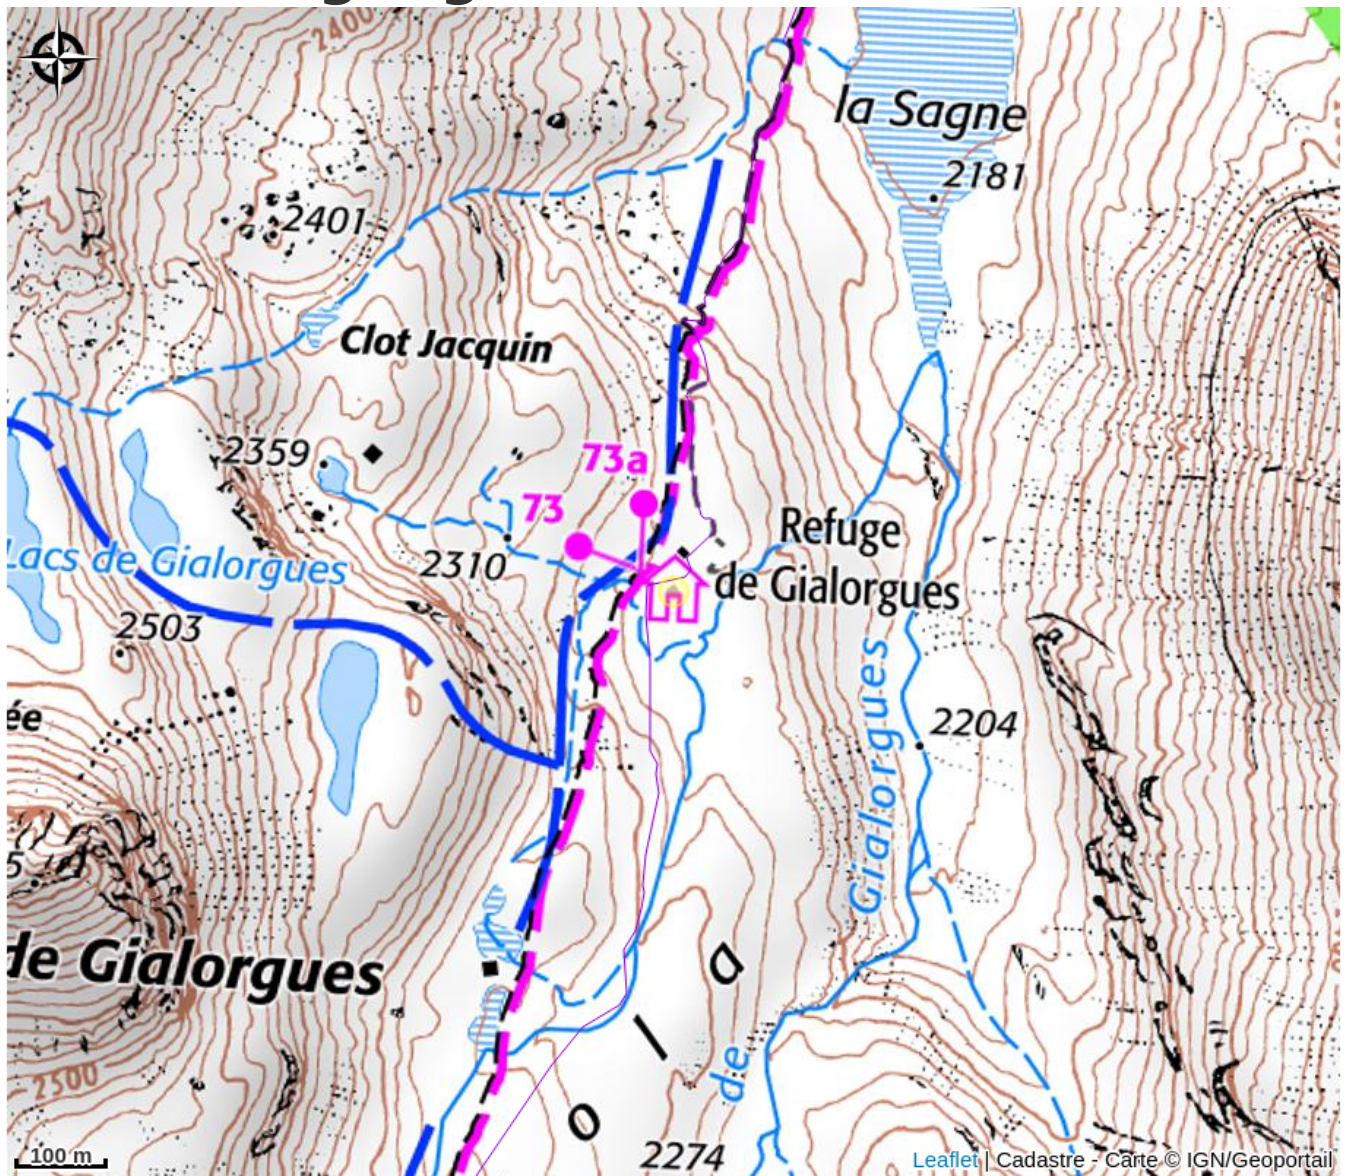 2400
la Sagne
2181
2401
Clot Jacquin
2359
73a
73
Refuge
de Gialorgues
2310
Lacs de Gialorgues
2503
ée
2204
Gialorgues
5
de Gialorgues
a
l
o
de
2500
2274
100 m
Leaflet | Cadastre - Carte © IGN/Geoportail